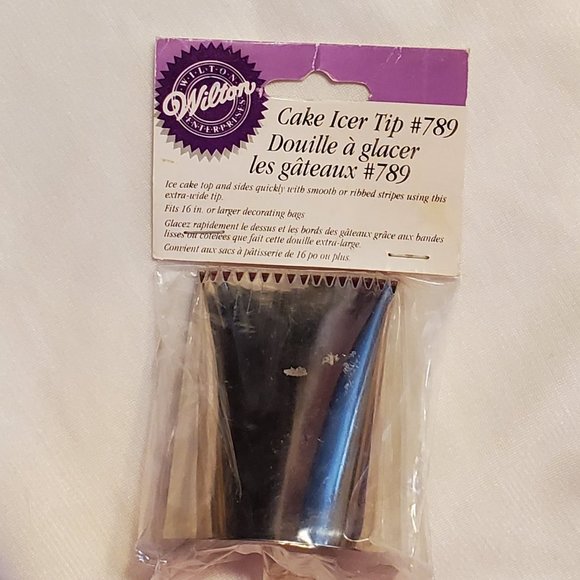 WILTON
Wilton
ENTERPRISES
Cake Icer Tip #789
Douille à glacer
les gâteaux #789
Ice cake top and sides quickly with smooth or ribbed stripes using this
extra-wide tip.
Fits 16 in. or larger decorating bags
Glacez rapidement le dessus et les bords des gâteaux grâce aux bandes
lisses ou cotelées que fait cette douille extra-large.
Convient aux sacs à pâtisserie de 16 po ou plus.